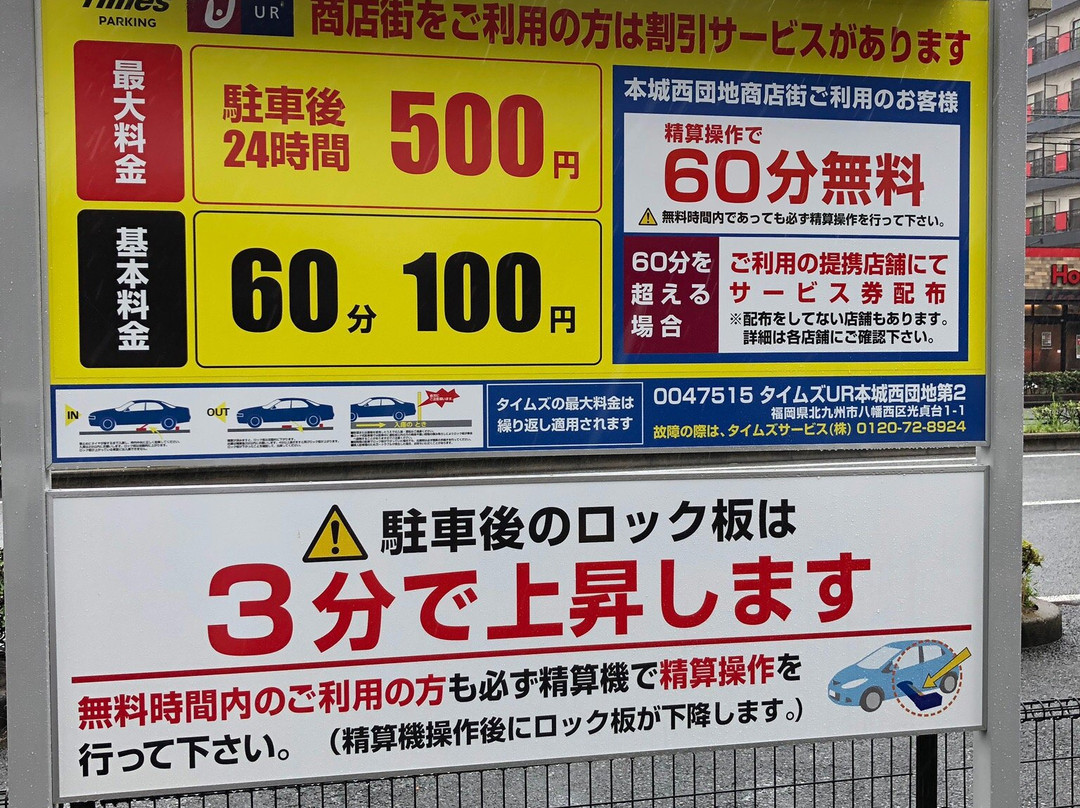 Times
PARKING
UR
商店街をご利用の方は割引サービスがあります
最大料金
駐車後
24時間
500円
基本料金
60分 100円
本城西団地商店街ご利用のお客様
精算操作で
60分無料
無料時間内であっても必ず精算操作を行って下さい。
60分を
超える
場合
ご利用の提携店舗にて
サービス券配布
※配布をしてない店舗もあります。
詳細は各店舗にご確認下さい。
IN
OUT
入庫のとき
タイムズの最大料金は
繰り返し適用されます
0047515 タイムズUR本城西団地第2
福岡県北九州市八幡西区光貞台1-1
故障の際は、タイムズサービス(株) 0120-72-8924
駐車後のロック板は
3分で上昇します
無料時間内のご利用の方も必ず精算機で精算操作を
行って下さい。（精算機操作後にロック板が下降します。）
Ho